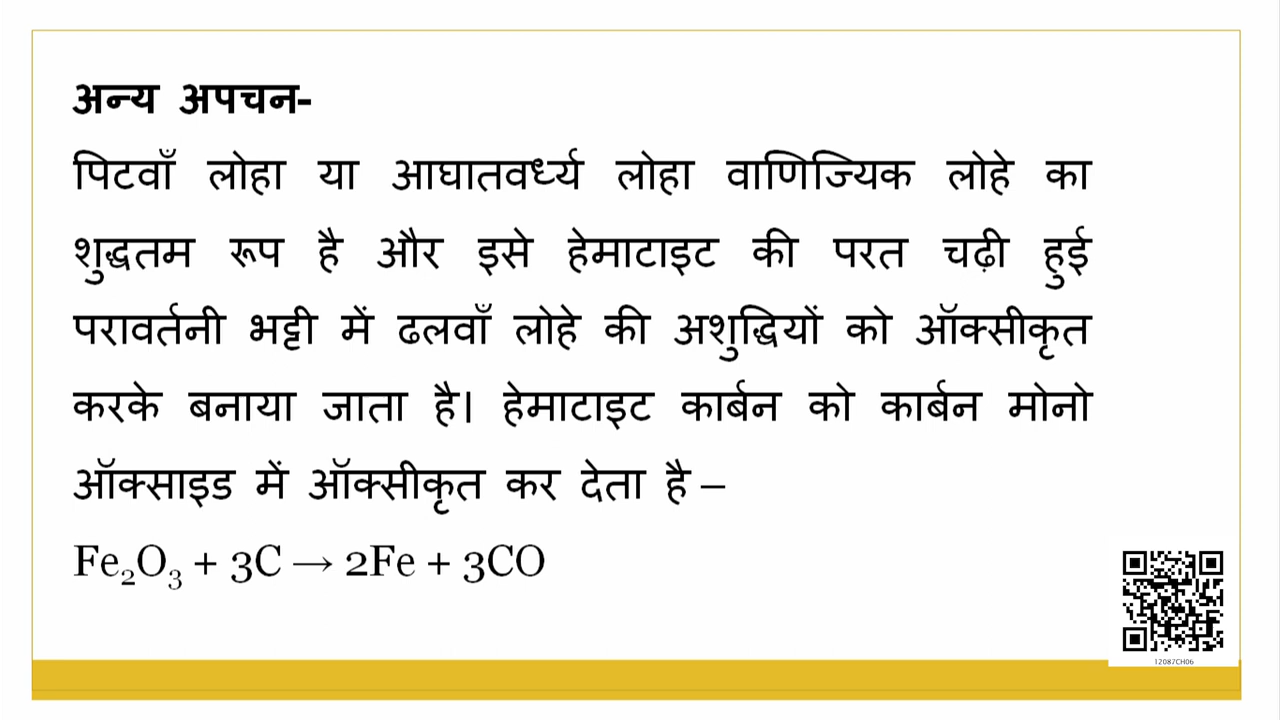 अन्य अपचन-
पिटवाँ लोहा या आघातवर्ध्य लोहा वाणिज्यिक लोहे का
शुद्धतम रूप है और इसे हेमाटाइट की परत चढ़ी हुई
परावर्तनी भट्टी में ढलवाँ लोहे की अशुद्धियों को ऑक्सीकृत
करके बनाया जाता है। हेमाटाइट कार्बन को कार्बन मोनो
ऑक्साइड में ऑक्सीकृत कर देता है –
Fe₂O₃ + 3C → 2Fe + 3CO
12087CH06